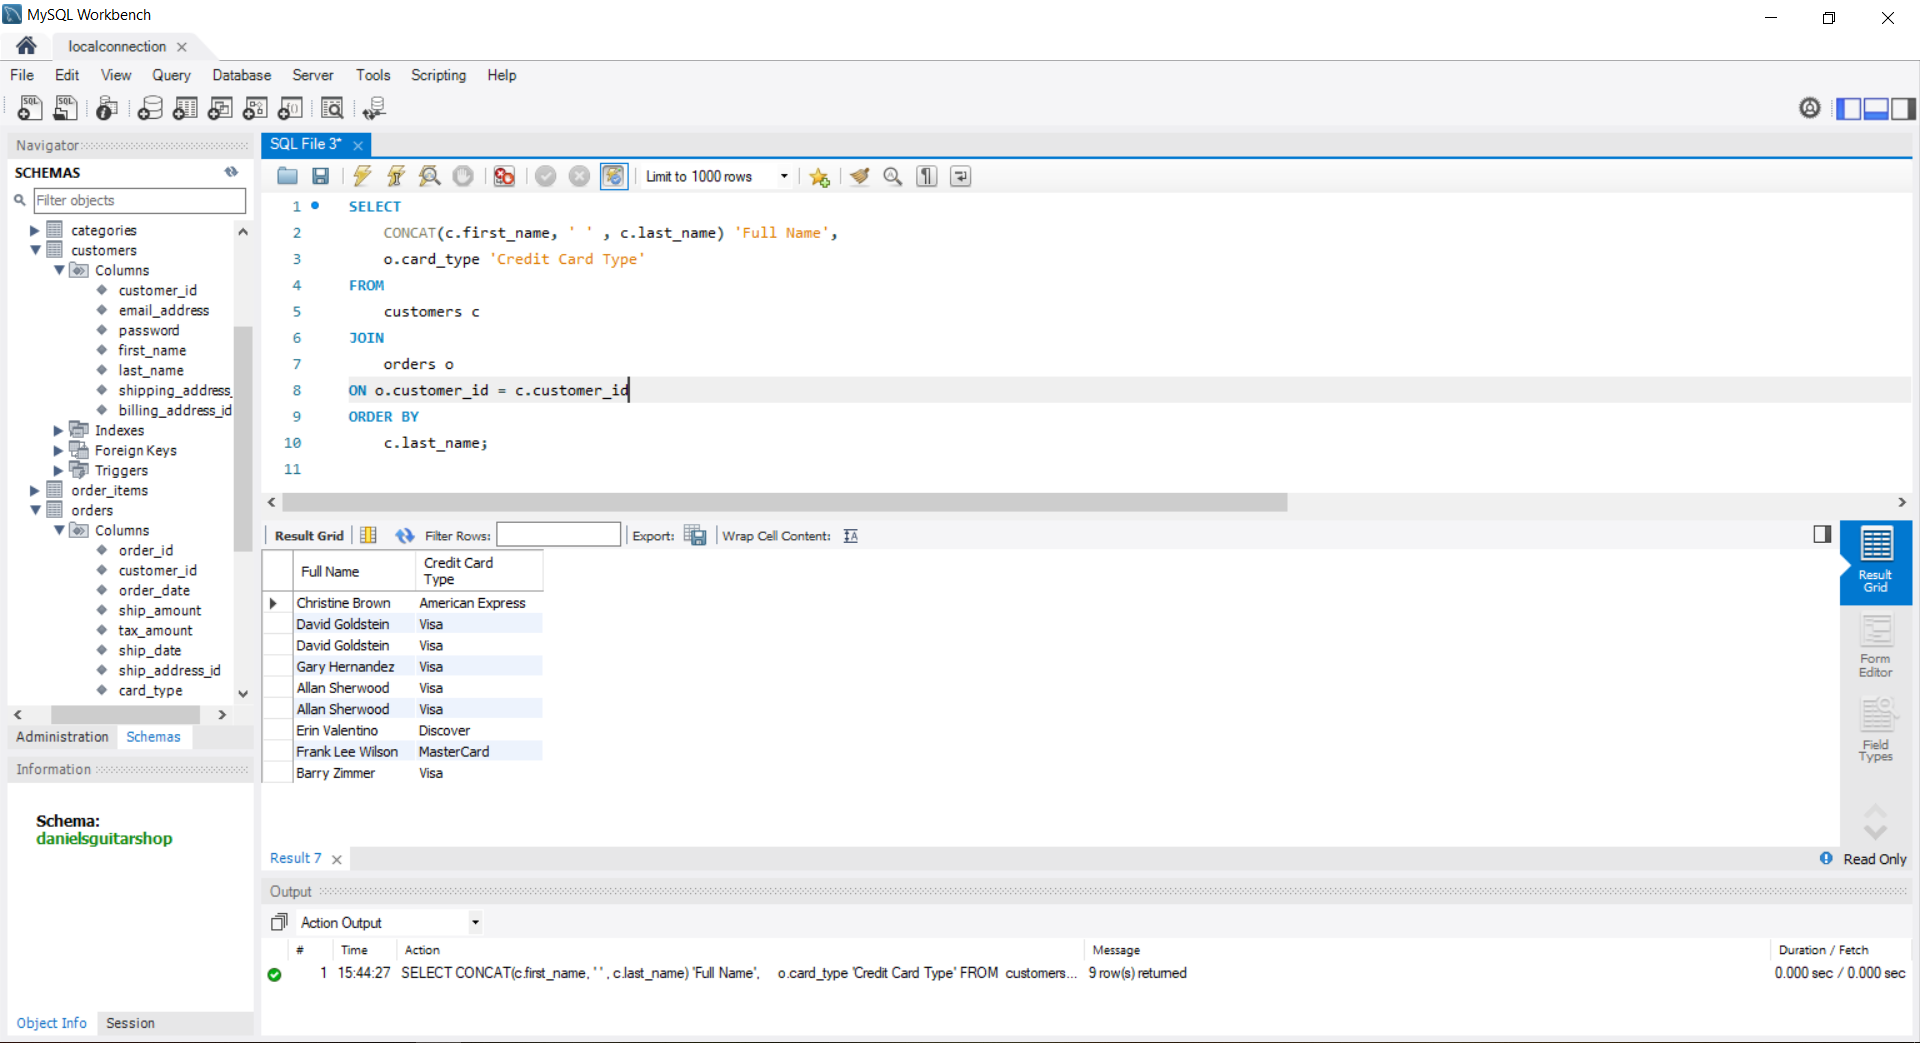 MySQL Workbench
localconnection
File Edit View Query Database Server Tools Scripting Help
Navigator
SCHEMAS
Filter objects
categories
customers
Columns
customer_id
email_address
password
first_name
last_name
shipping_address_
billing_address_id
Indexes
Foreign Keys
Triggers
order_items
orders
Columns
order_id
customer_id
order_date
ship_amount
tax_amount
ship_date
ship_address_id
card_type
Administration Schemas
Information
Schema:
danielsguitarshop
Object Info Session
SQL File 3*
Limit to 1000 rows
1 SELECT
2 CONCAT(c.first_name, ' ' , c.last_name) 'Full Name',
3 o.card_type 'Credit Card Type'
4 FROM
5 customers c
6 JOIN
7 orders o
8 ON o.customer_id = c.customer_id
9 ORDER BY
10 c.last_name;
11
Result Grid Filter Rows: Export: Wrap Cell Content:
Full Name Credit Card Type
Christine Brown American Express
David Goldstein Visa
David Goldstein Visa
Gary Hernandez Visa
Allan Sherwood Visa
Allan Sherwood Visa
Erin Valentino Discover
Frank Lee Wilson MasterCard
Barry Zimmer Visa
Result
Grid
Form
Editor
Field
Types
Result 7
Read Only
Output
Action Output
# Time Action Message Duration / Fetch
1 15:44:27 SELECT CONCAT(c.first_name, ' ' , c.last_name) 'Full Name', o.card_type 'Credit Card Type' FROM customers... 9 row(s) returned 0.000 sec / 0.000 sec